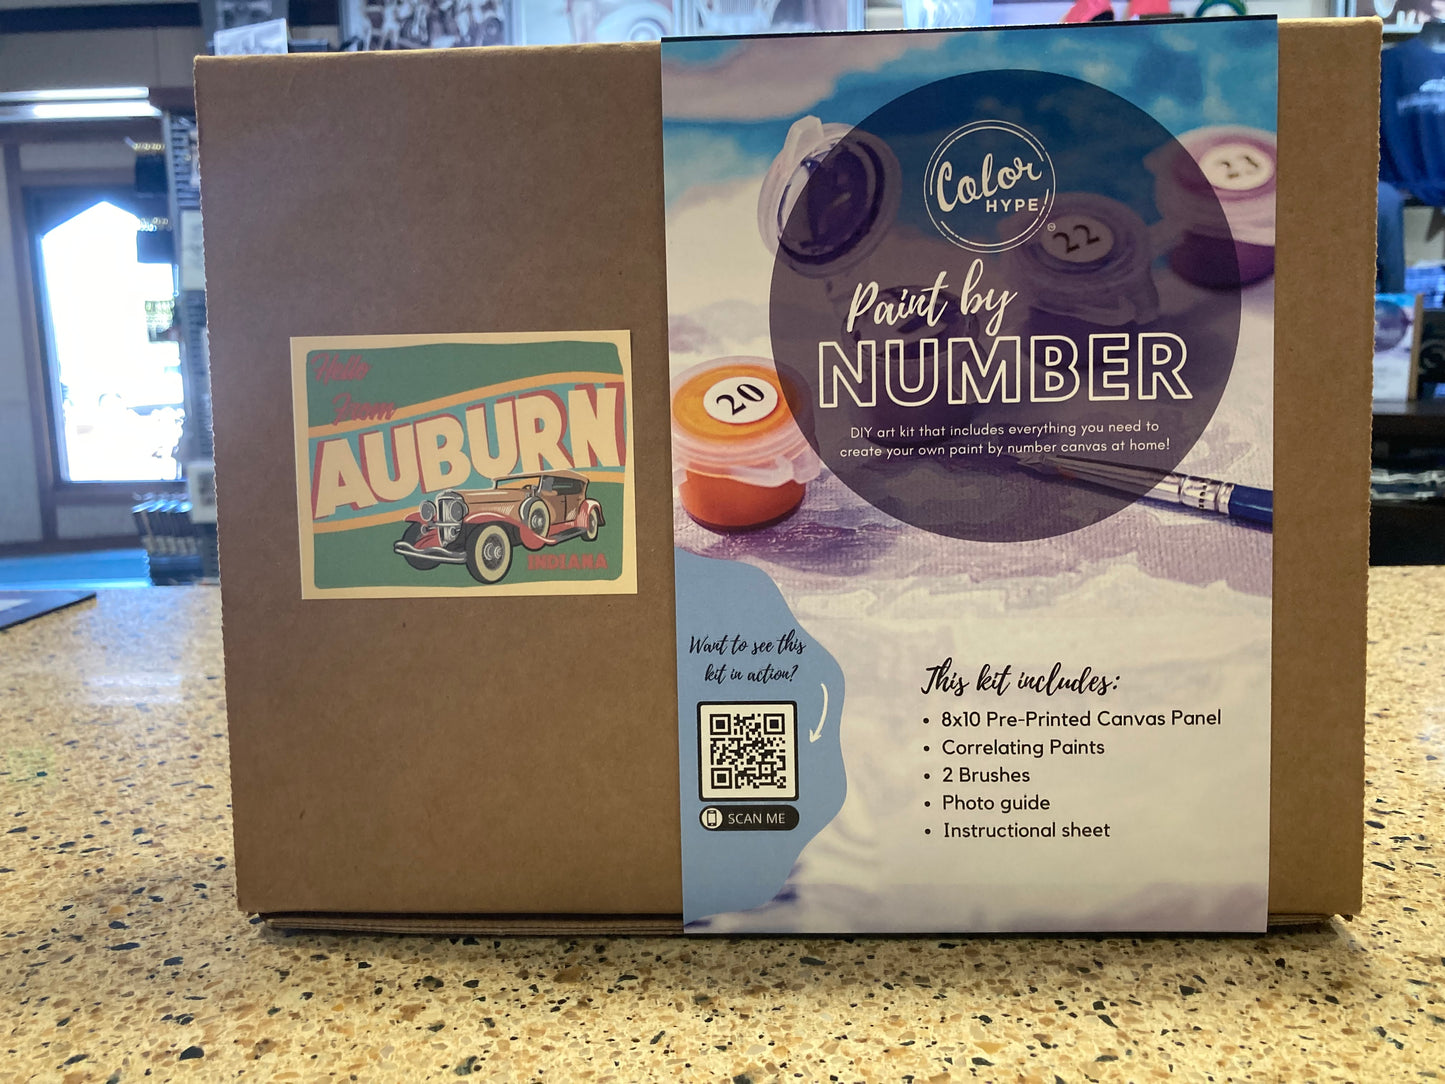 Hello
From
AUBURN
INDIANA
Color
HYPE
22
21
20
Paint by
NUMBER
DIY art kit that includes everything you need to
create your own paint by number canvas at home!
Want to see this
kit in action?
SCAN ME
This kit includes:
• 8x10 Pre-Printed Canvas Panel
• Correlating Paints
• 2 Brushes
• Photo guide
• Instructional sheet